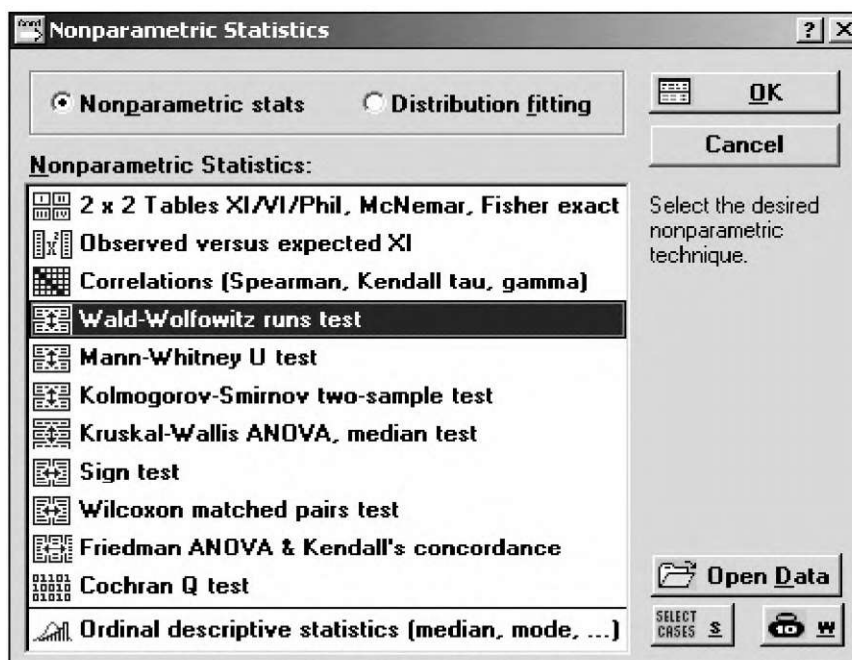 Nonparametric Statistics
Nonparametric stats
Distribution fitting
OK
Cancel
Nonparametric Statistics:
2 x 2 Tables XI/VI/Phil, McNemar, Fisher exact
Observed versus expected XI
Correlations (Spearman, Kendall tau, gamma)
Wald-Wolfowitz runs test
Mann-Whitney U test
Kolmogorov-Smirnov two-sample test
Kruskal-Wallis ANOVA, median test
Sign test
Wilcoxon matched pairs test
Friedman ANOVA & Kendall's concordance
Cochran Q test
Ordinal descriptive statistics (median, mode, ...)
Select the desired
nonparametric
technique.
Open Data
SELECT
CASES S
W